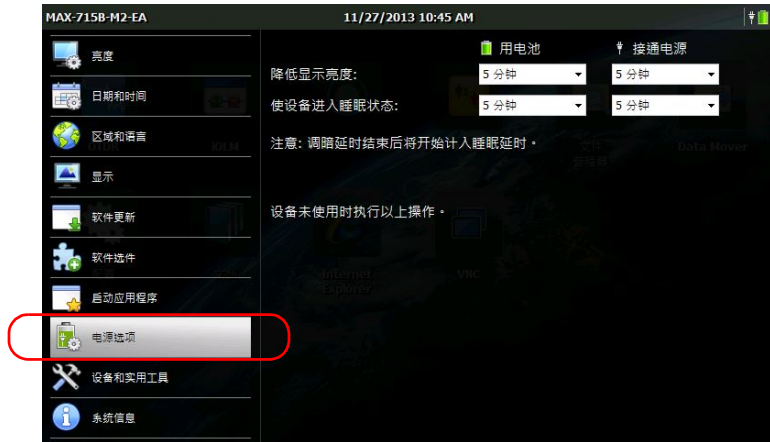 MAX-715B-M2-EA 11/27/2013 10:45 AM
亮度
日期和时间
区域和语言
显示
软件更新
软件选件
启动应用程序
电源选项
设备和实用工具
系统信息
用电池 接通电源
降低显示亮度: 5 分钟 5 分钟
使设备进入睡眠状态: 5 分钟 5 分钟
注意: 调暗延时结束后将开始计入睡眠延时。
设备未使用时执行以上操作。
OTDR
KILM
Data Mover
Internet
Explorer
VNC